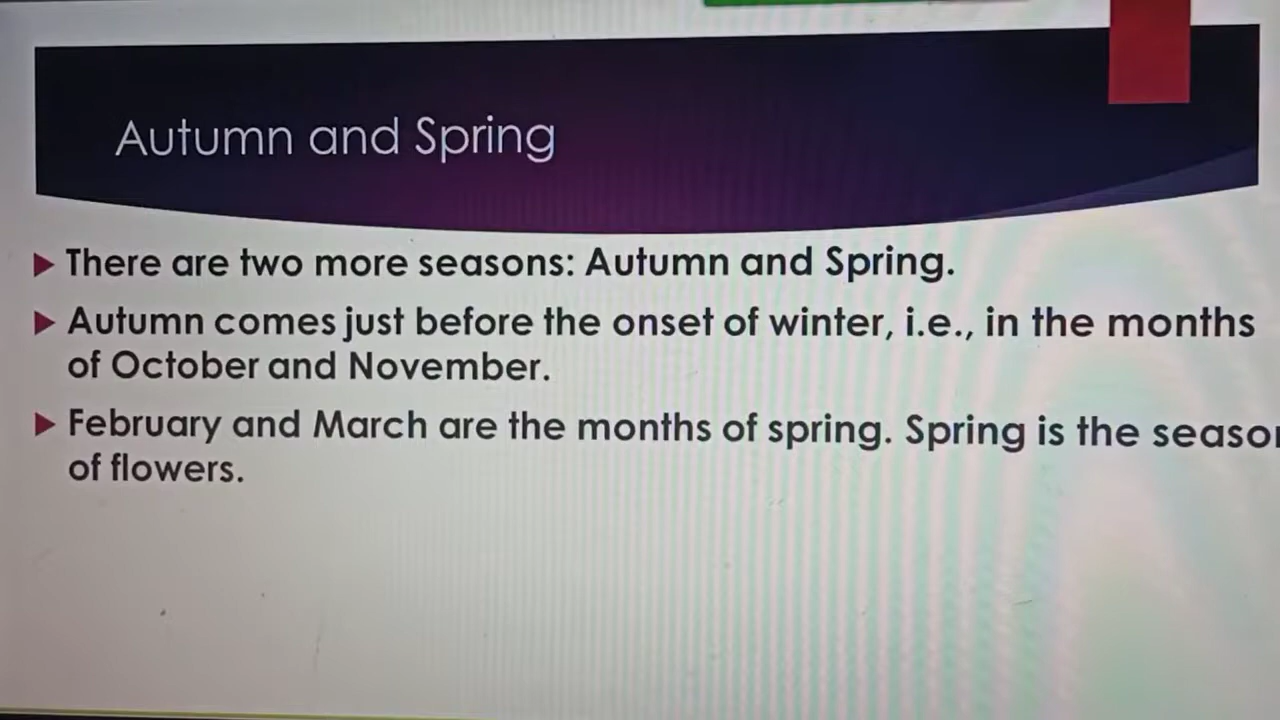 Autumn and Spring
There are two more seasons: Autumn and Spring.
Autumn comes just before the onset of winter, i.e., in the months
of October and November.
February and March are the months of spring. Spring is the seaso
of flowers.